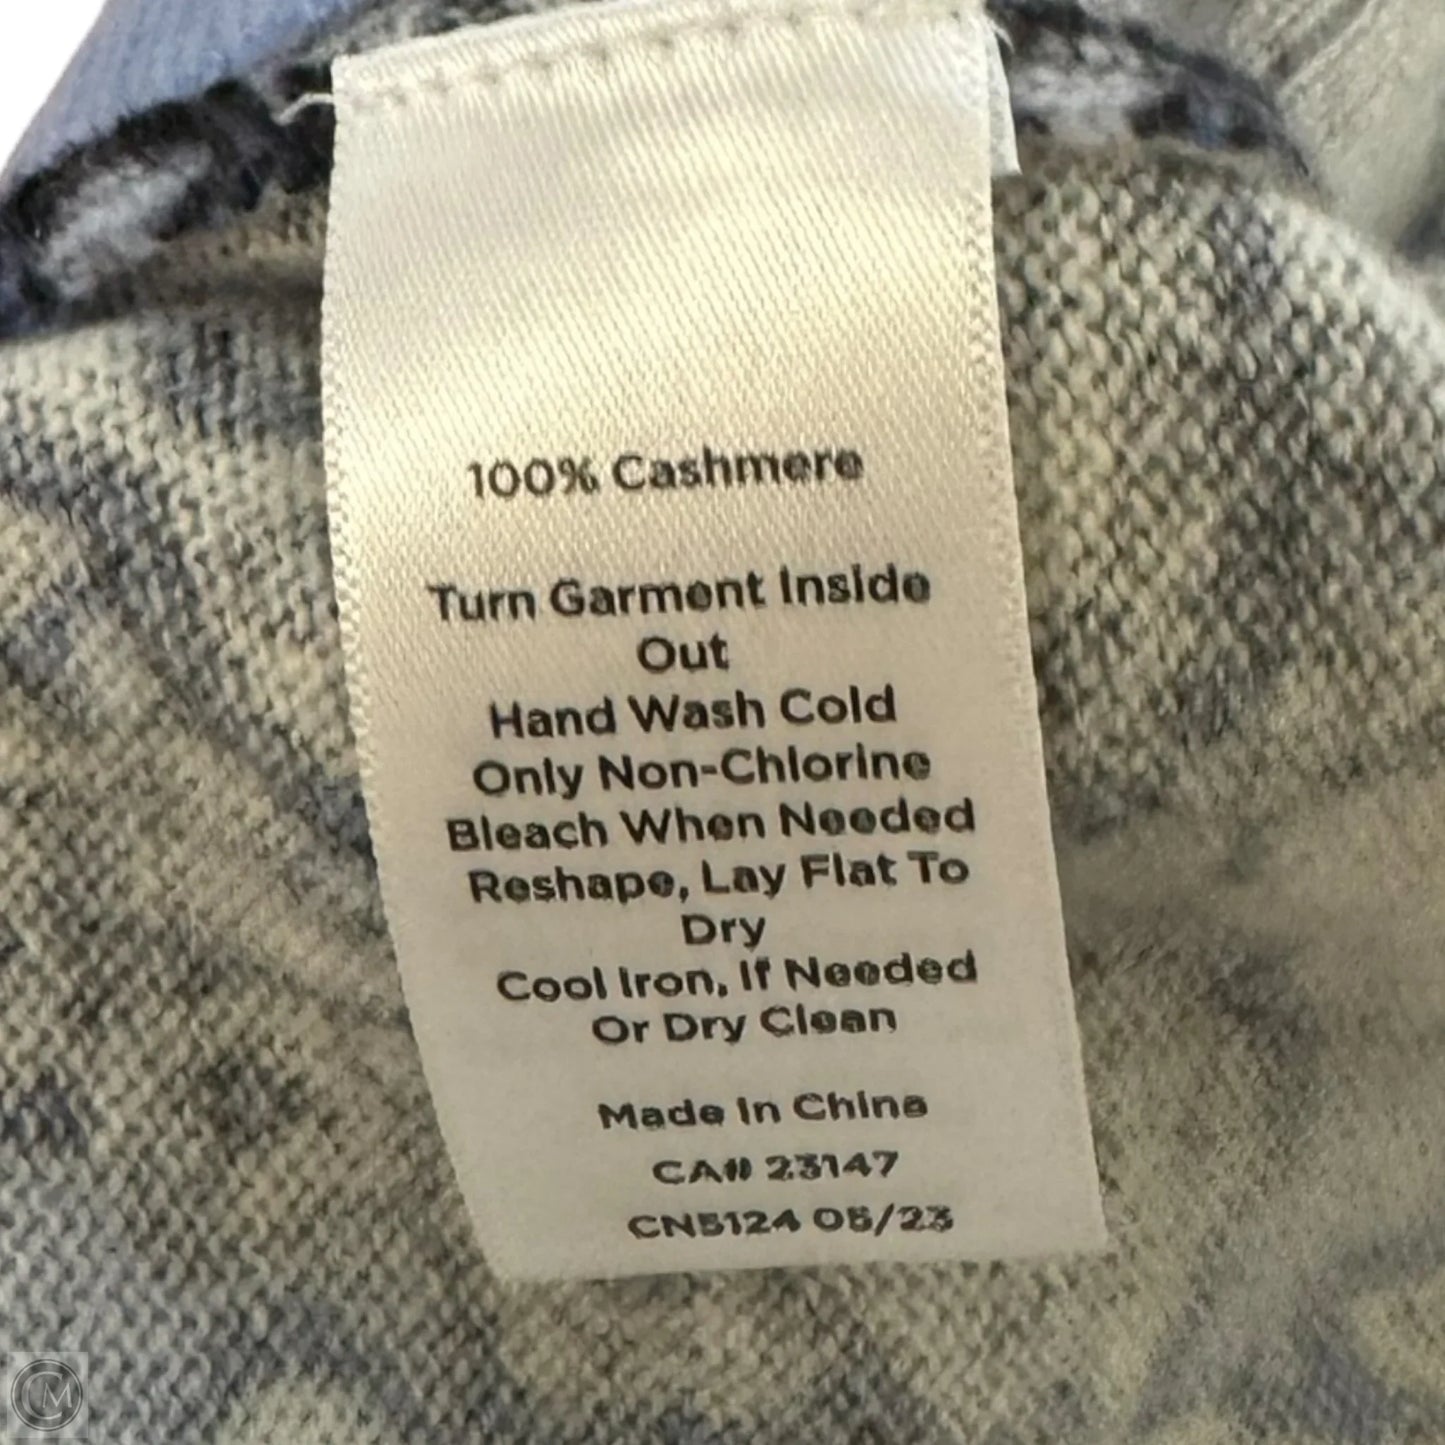 100% Cashmere
Turn Garment Inside
Out
Hand Wash Cold
Only Non-Chlorine
Bleach When Needed
Reshape, Lay Flat To
Dry
Cool Iron, If Needed
Or Dry Clean
Made In China
CA# 23147
CN5124 05/23
CM